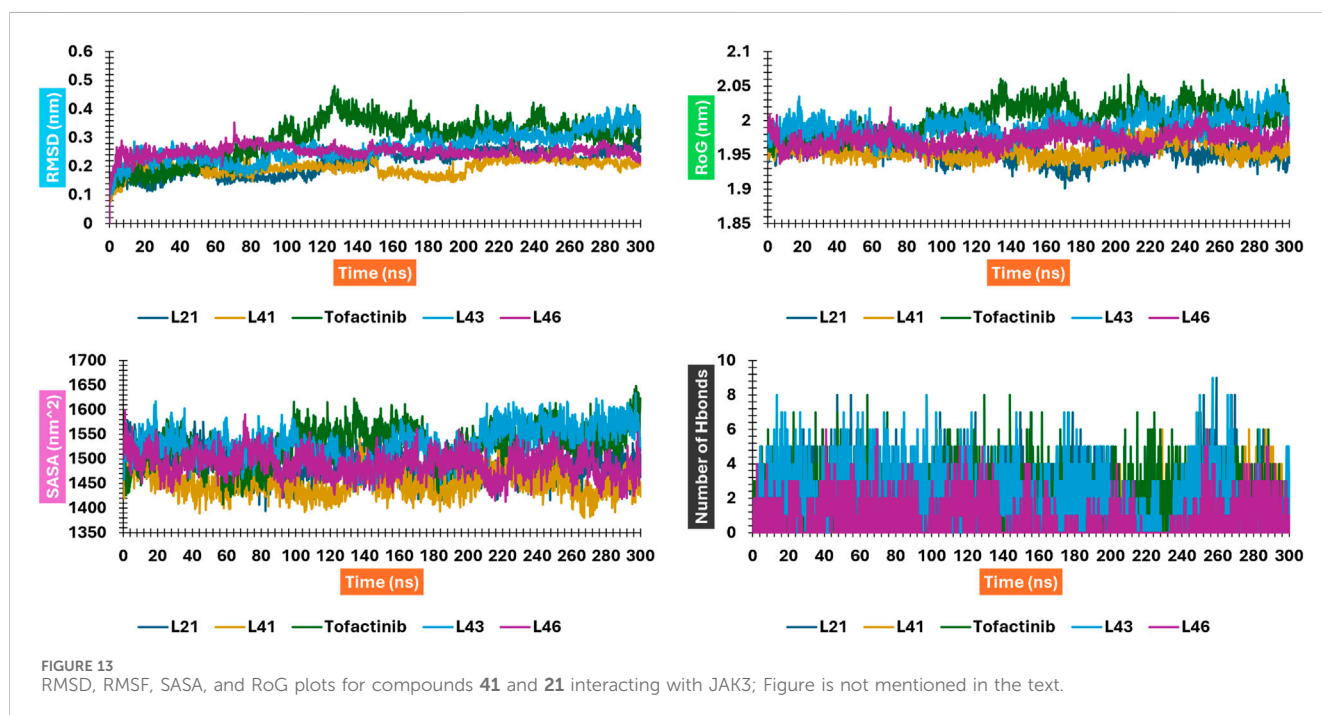 0.6
0.5
0.4
0.3
0.2
0.1
0
RMSD (nm)
0 20 40 60 80 100 120 140 160 180 200 220 240 260 280 300
Time (ns)
L21 L41 Tofactinib L43 L46
2.1
2.05
2
1.95
1.9
1.85
RoG (nm)
0 20 40 60 80 100 120 140 160 180 200 220 240 260 280 300
Time (ns)
L21 L41 Tofactinib L43 L46
1700
1650
1600
1550
1500
1450
1400
1350
SASA (nm^2)
0 20 40 60 80 100 120 140 160 180 200 220 240 260 280 300
Time (ns)
L21 L41 Tofactinib L43 L46
10
8
6
4
2
0
Number of Hbonds
0 20 40 60 80 100 120 140 160 180 200 220 240 260 280 300
Time (ns)
L21 L41 Tofactinib L43 L46
FIGURE 13
RMSD, RMSF, SASA, and RoG plots for compounds 41 and 21 interacting with JAK3; Figure is not mentioned in the text.